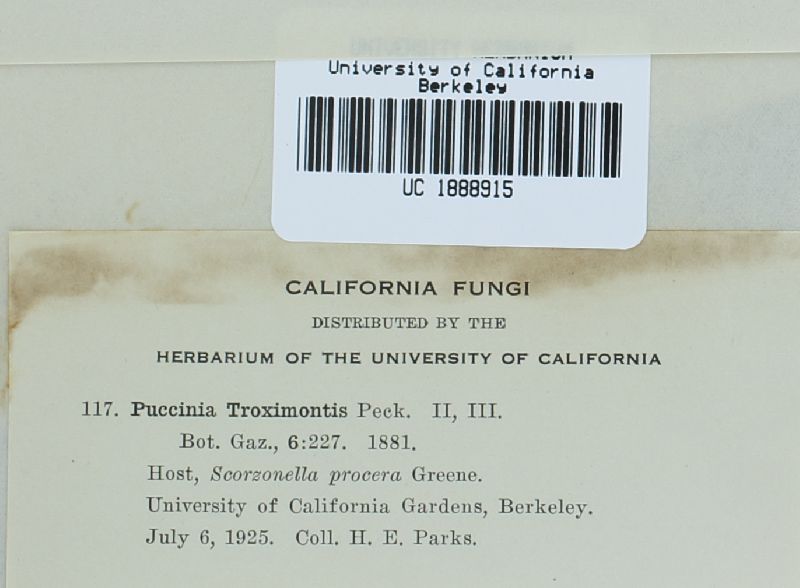 University of California
Berkeley
UC 1888915
CALIFORNIA FUNGI
DISTRIBUTED BY THE
HERBARIUM OF THE UNIVERSITY OF CALIFORNIA
117. Puccinia Troximontis Peck. II, III.
Bot. Gaz., 6:227. 1881.
Host, Scorzonella procera Greene.
University of California Gardens, Berkeley.
July 6, 1925. Coll. H. E. Parks.